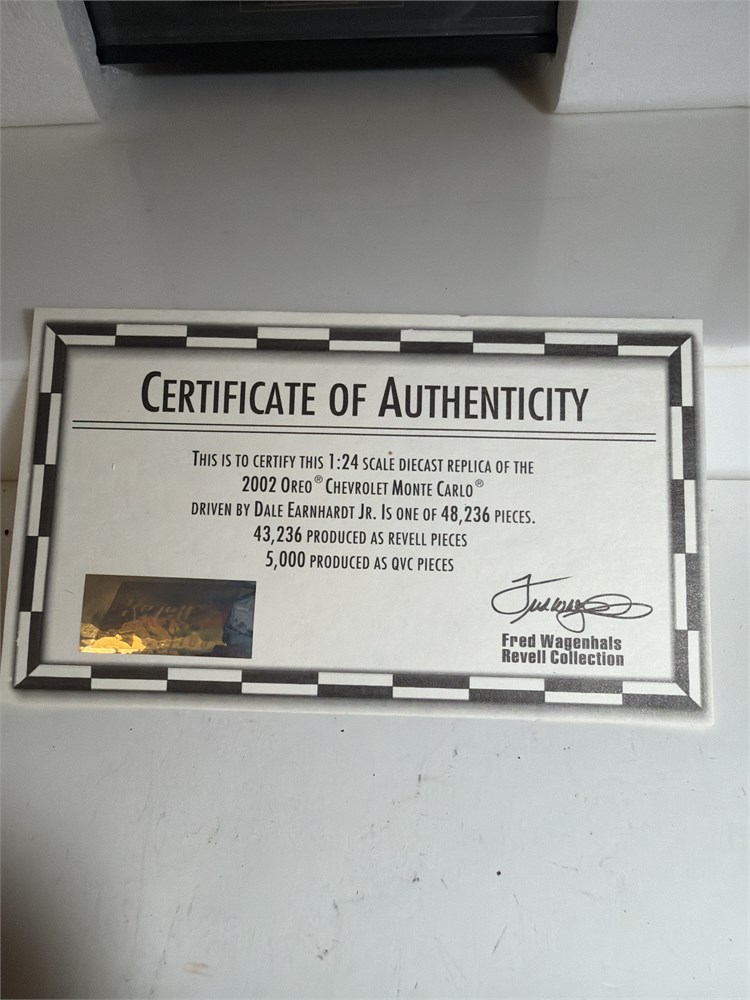 CERTIFICATE OF AUTHENTICITY
THIS IS TO CERTIFY THIS 1:24 SCALE DIECAST REPLICA OF THE
2002 OREO® CHEVROLET MONTE CARLO®
DRIVEN BY DALE EARNHARDT JR. IS ONE OF 48,236 PIECES.
43,236 PRODUCED AS REVELL PIECES
5,000 PRODUCED AS QVC PIECES
Fred Wagenhals
Revell Collection